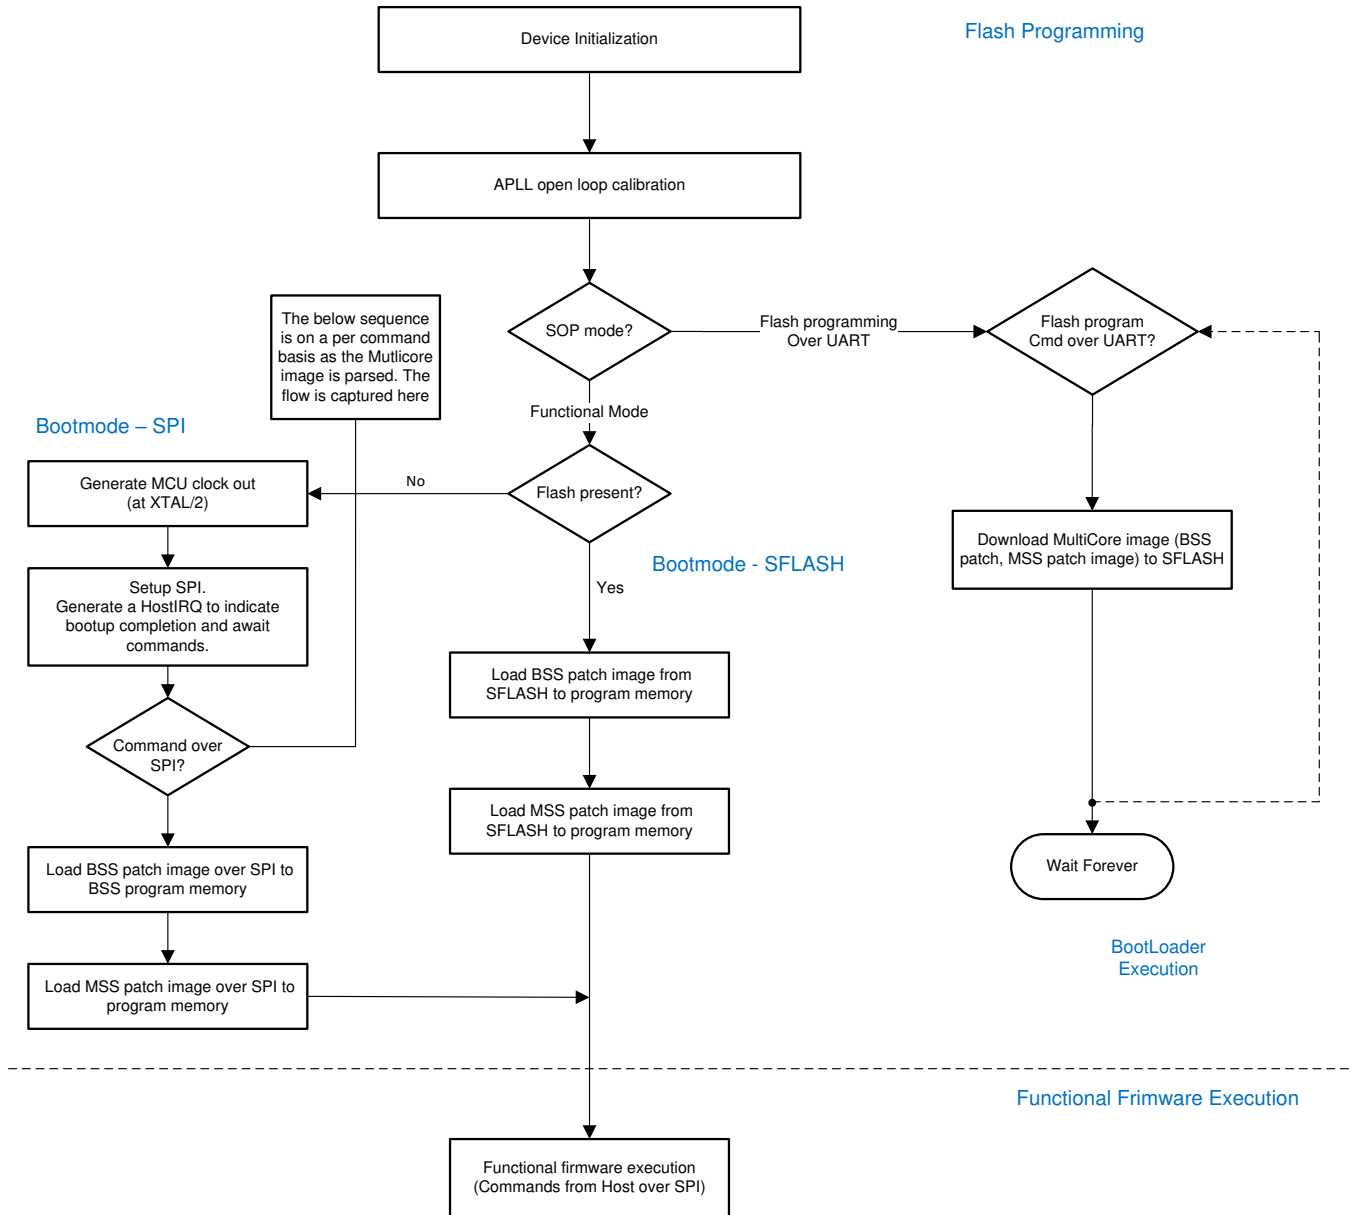 Device Initialization
Flash Programming
APLL open loop calibration
The below sequence
is on a per command
basis as the Mutlicore
image is parsed. The
flow is captured here
SOP mode?
Flash programming
Over UART
Flash program
Cmd over UART?
Functional Mode
Bootmode – SPI
Generate MCU clock out
(at XTAL/2)
No
Flash present?
Download MultiCore image (BSS
patch, MSS patch image) to SFLASH
Bootmode - SFLASH
Yes
Setup SPI.
Generate a HostIRQ to indicate
bootup completion and await
commands.
Load BSS patch image from
SFLASH to program memory
Command over
SPI?
Load MSS patch image from
SFLASH to program memory
Load BSS patch image over SPI to
BSS program memory
Wait Forever
BootLoader
Execution
Load MSS patch image over SPI to
program memory
Functional Frimware Execution
Functional firmware execution
(Commands from Host over SPI)